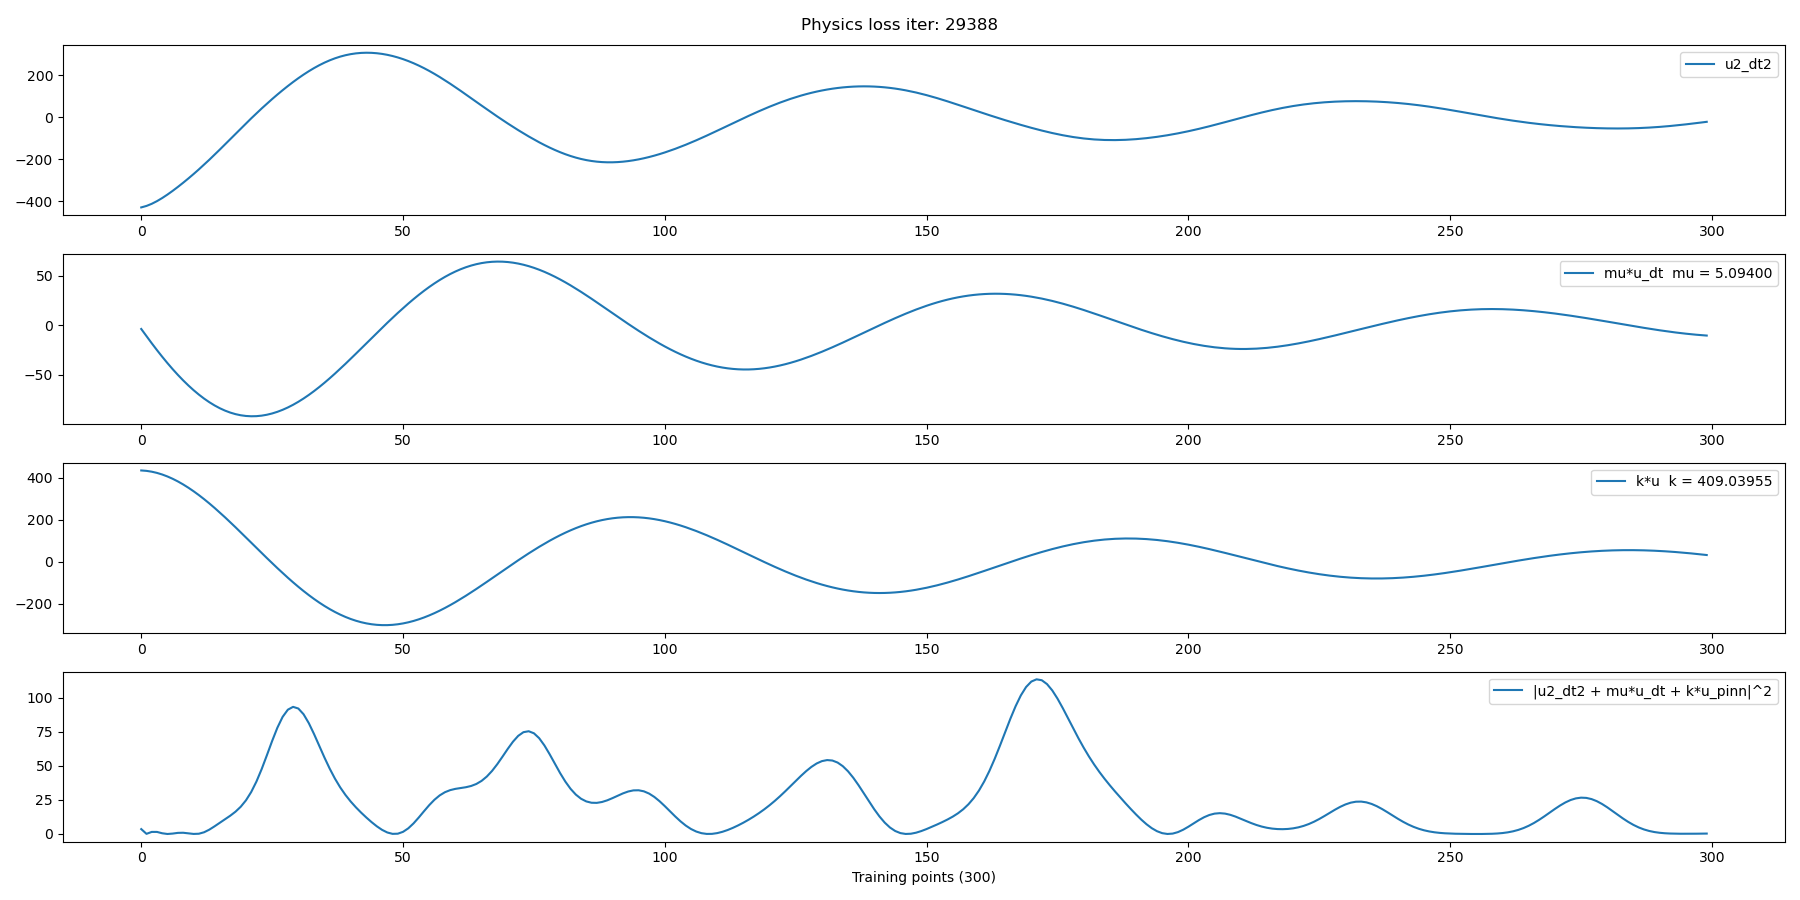 Physics loss iter: 29388
u2_dt2
200
0
−200
−400
0 50 100 150 200 250 300
mu*u_dt  mu = 5.09400
50
0
−50
0 50 100 150 200 250 300
k*u  k = 409.03955
400
200
0
−200
0 50 100 150 200 250 300
|u2_dt2 + mu*u_dt + k*u_pinn|^2
100
75
50
25
0
0 50 100 150 200 250 300
Training points (300)